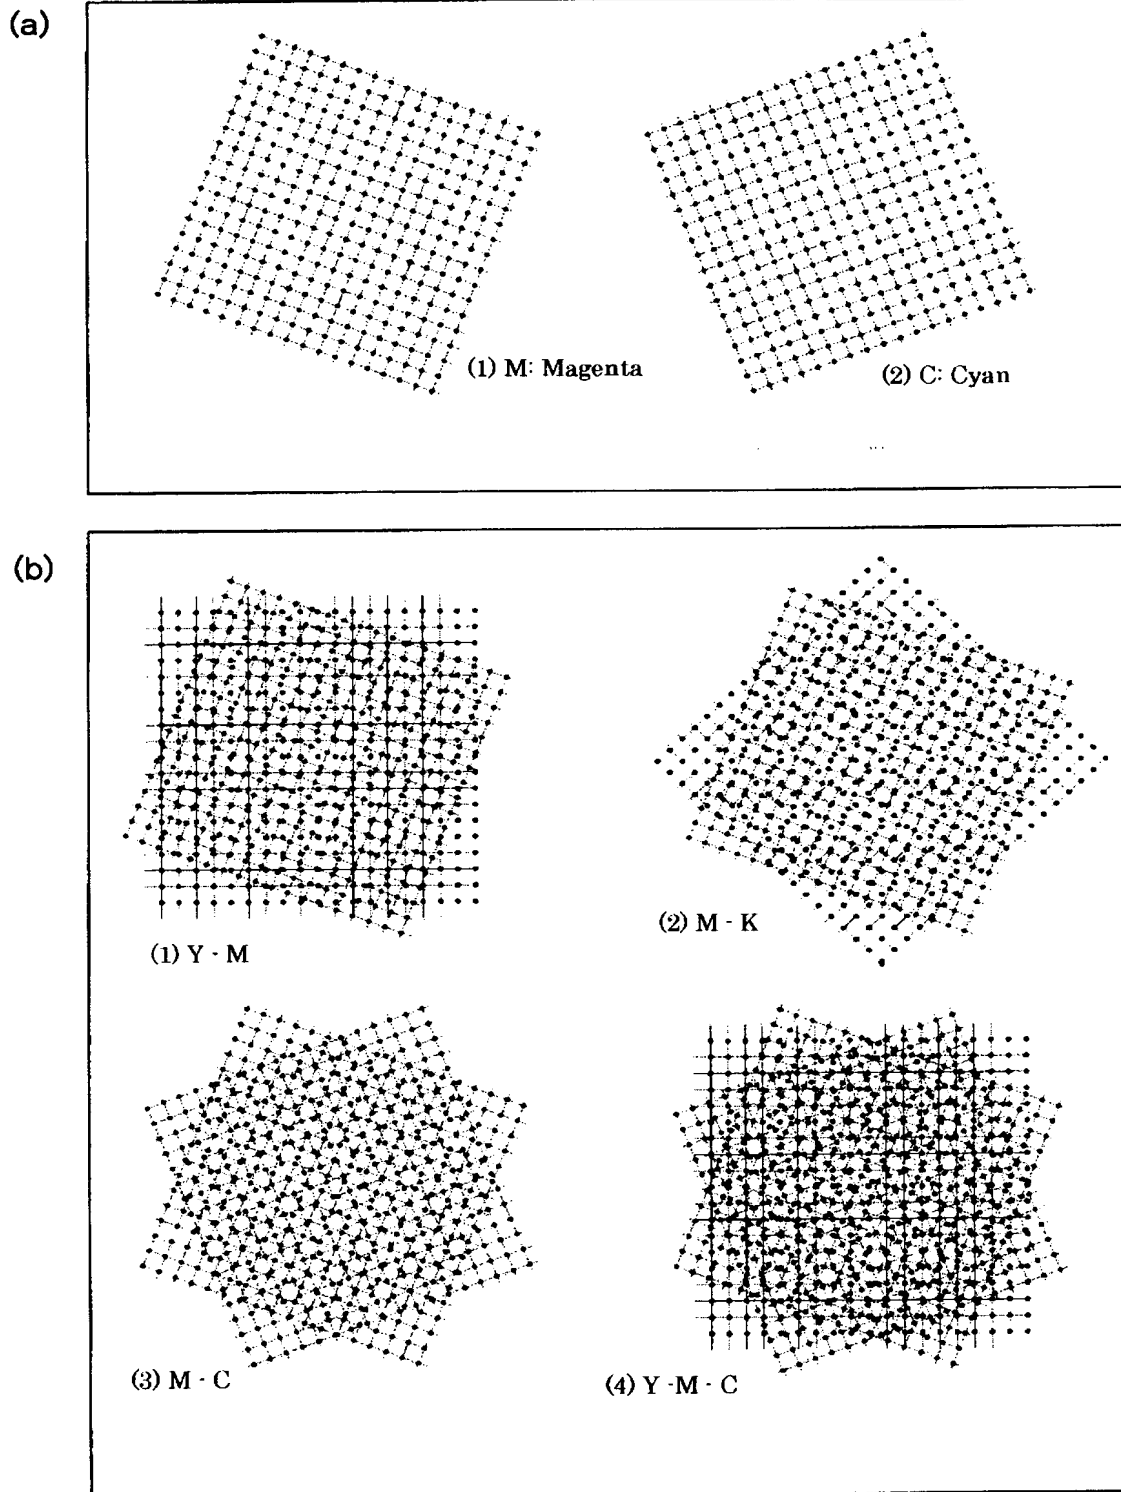 (a)
(1) M: Magenta
(2) C: Cyan
(b)
(1) Y - M
(2) M - K
(3) M - C
(4) Y - M - C